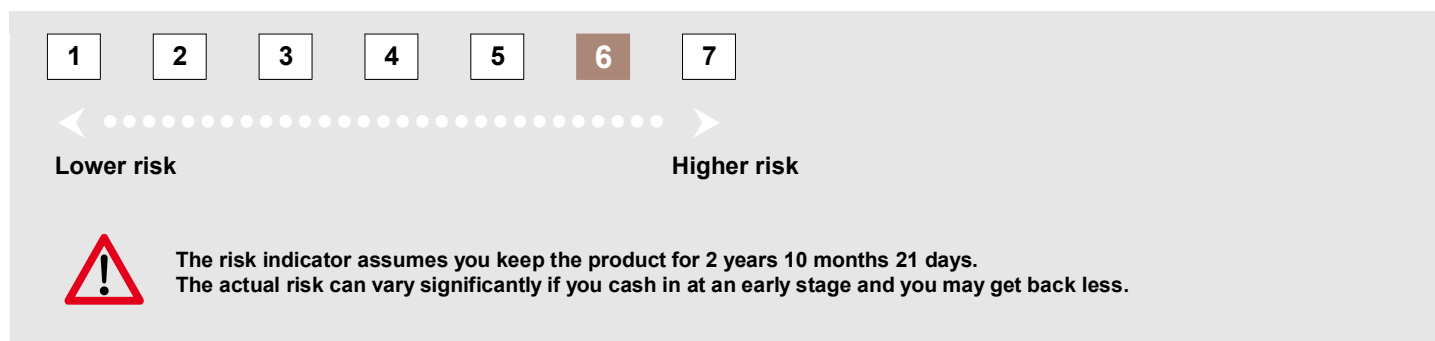 1 2 3 4 5 6 7
Lower risk Higher risk
The risk indicator assumes you keep the product for 2 years 10 months 21 days.
The actual risk can vary significantly if you cash in at an early stage and you may get back less.